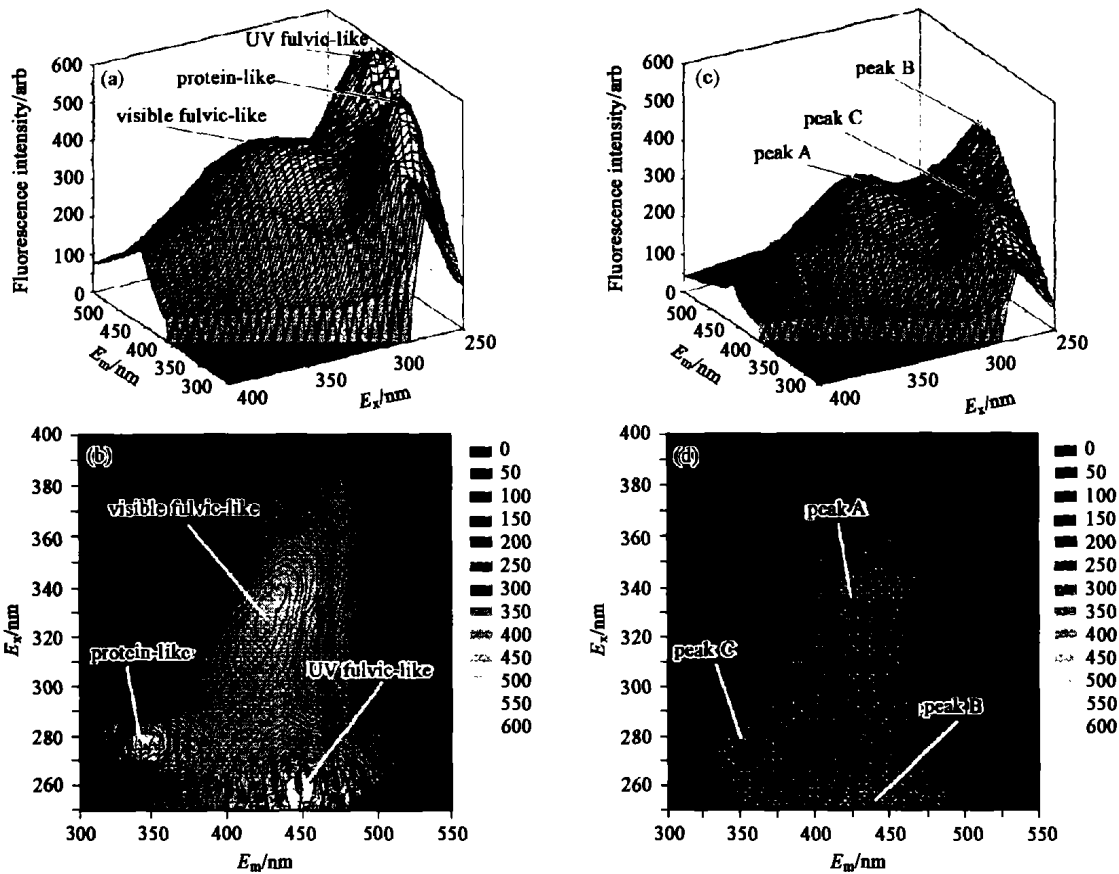 (a)
UV fulvic-like
protein-like
visible fulvic-like
Fluorescence intensity/arb
600
500
400
300
200
100
0
500
450
400
350
300
Em/nm
400
350
300
250
Ex/nm
(c)
peak B
peak C
peak A
Fluorescence intensity/arb
600
500
400
300
200
100
0
500
450
400
350
300
Em/nm
400
350
300
250
Ex/nm
(b)
visible fulvic-like
protein-like
UV fulvic-like
400
380
360
340
320
300
280
260
Ex/nm
300 350 400 450 500 550
Em/nm
0
50
100
150
200
250
300
350
400
450
500
550
600
(d)
peak A
peak C
peak B
400
380
360
340
320
300
280
260
Ex/nm
300 350 400 450 500 550
Em/nm
0
50
100
150
200
250
300
350
400
450
500
550
600